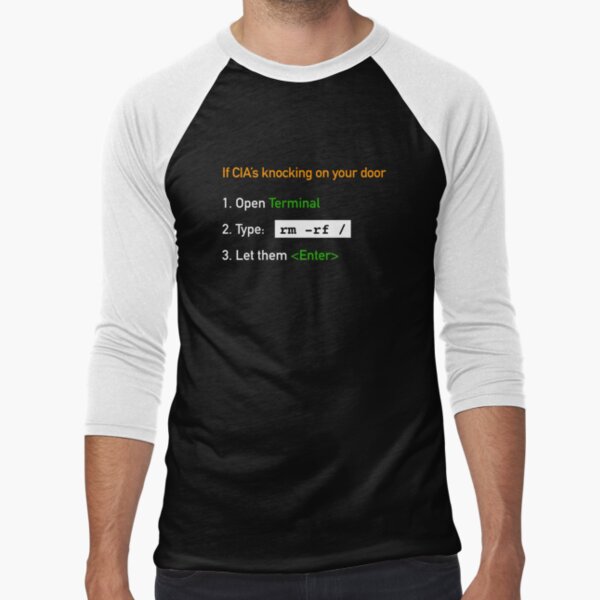 If CIA's knocking on your door
1. Open Terminal
2. Type: rm -rf /
3. Let them <Enter>